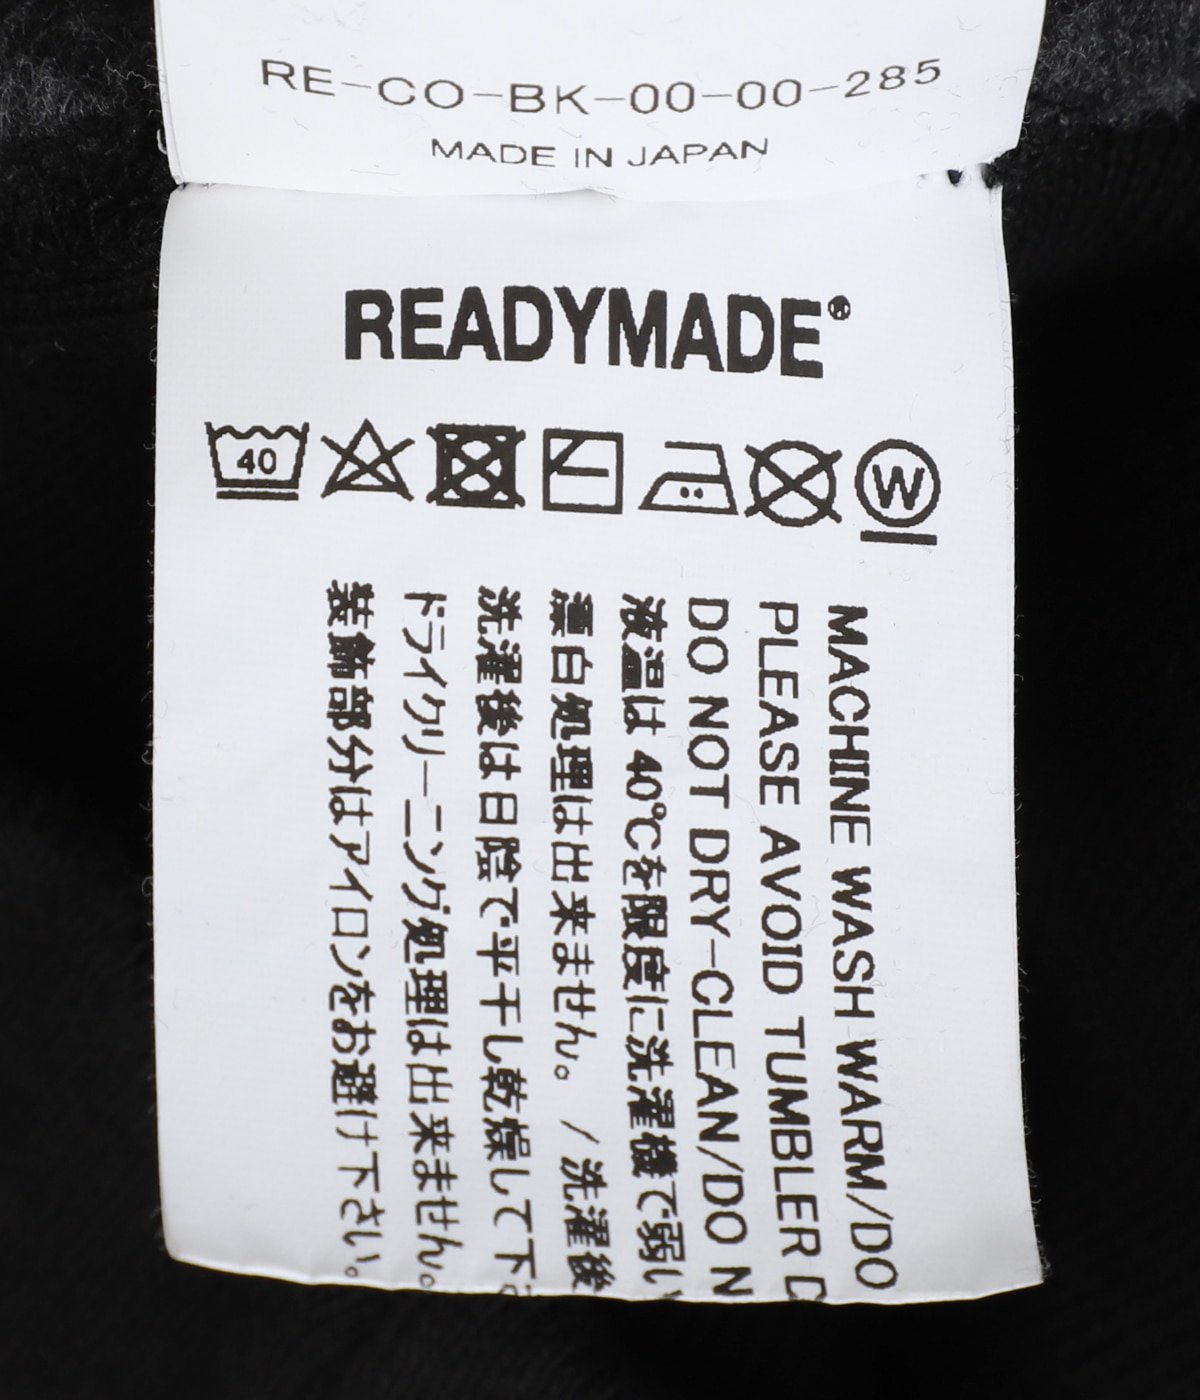 RE-CO-BK-00-00-285
MADE IN JAPAN
READYMADE®
40
W
MACHINE WASH WARM/DO
PLEASE AVOID TUMBLER D
DO NOT DRY-CLEAN/DO N
液温は 40℃を限度に洗濯機で弱い
漂白処理は出来ません。 / 洗濯後
洗濯後は日陰で平干し乾燥して下
ドライクリーニング処理は出来ません。
装飾部分はアイロンをお避け下さい。